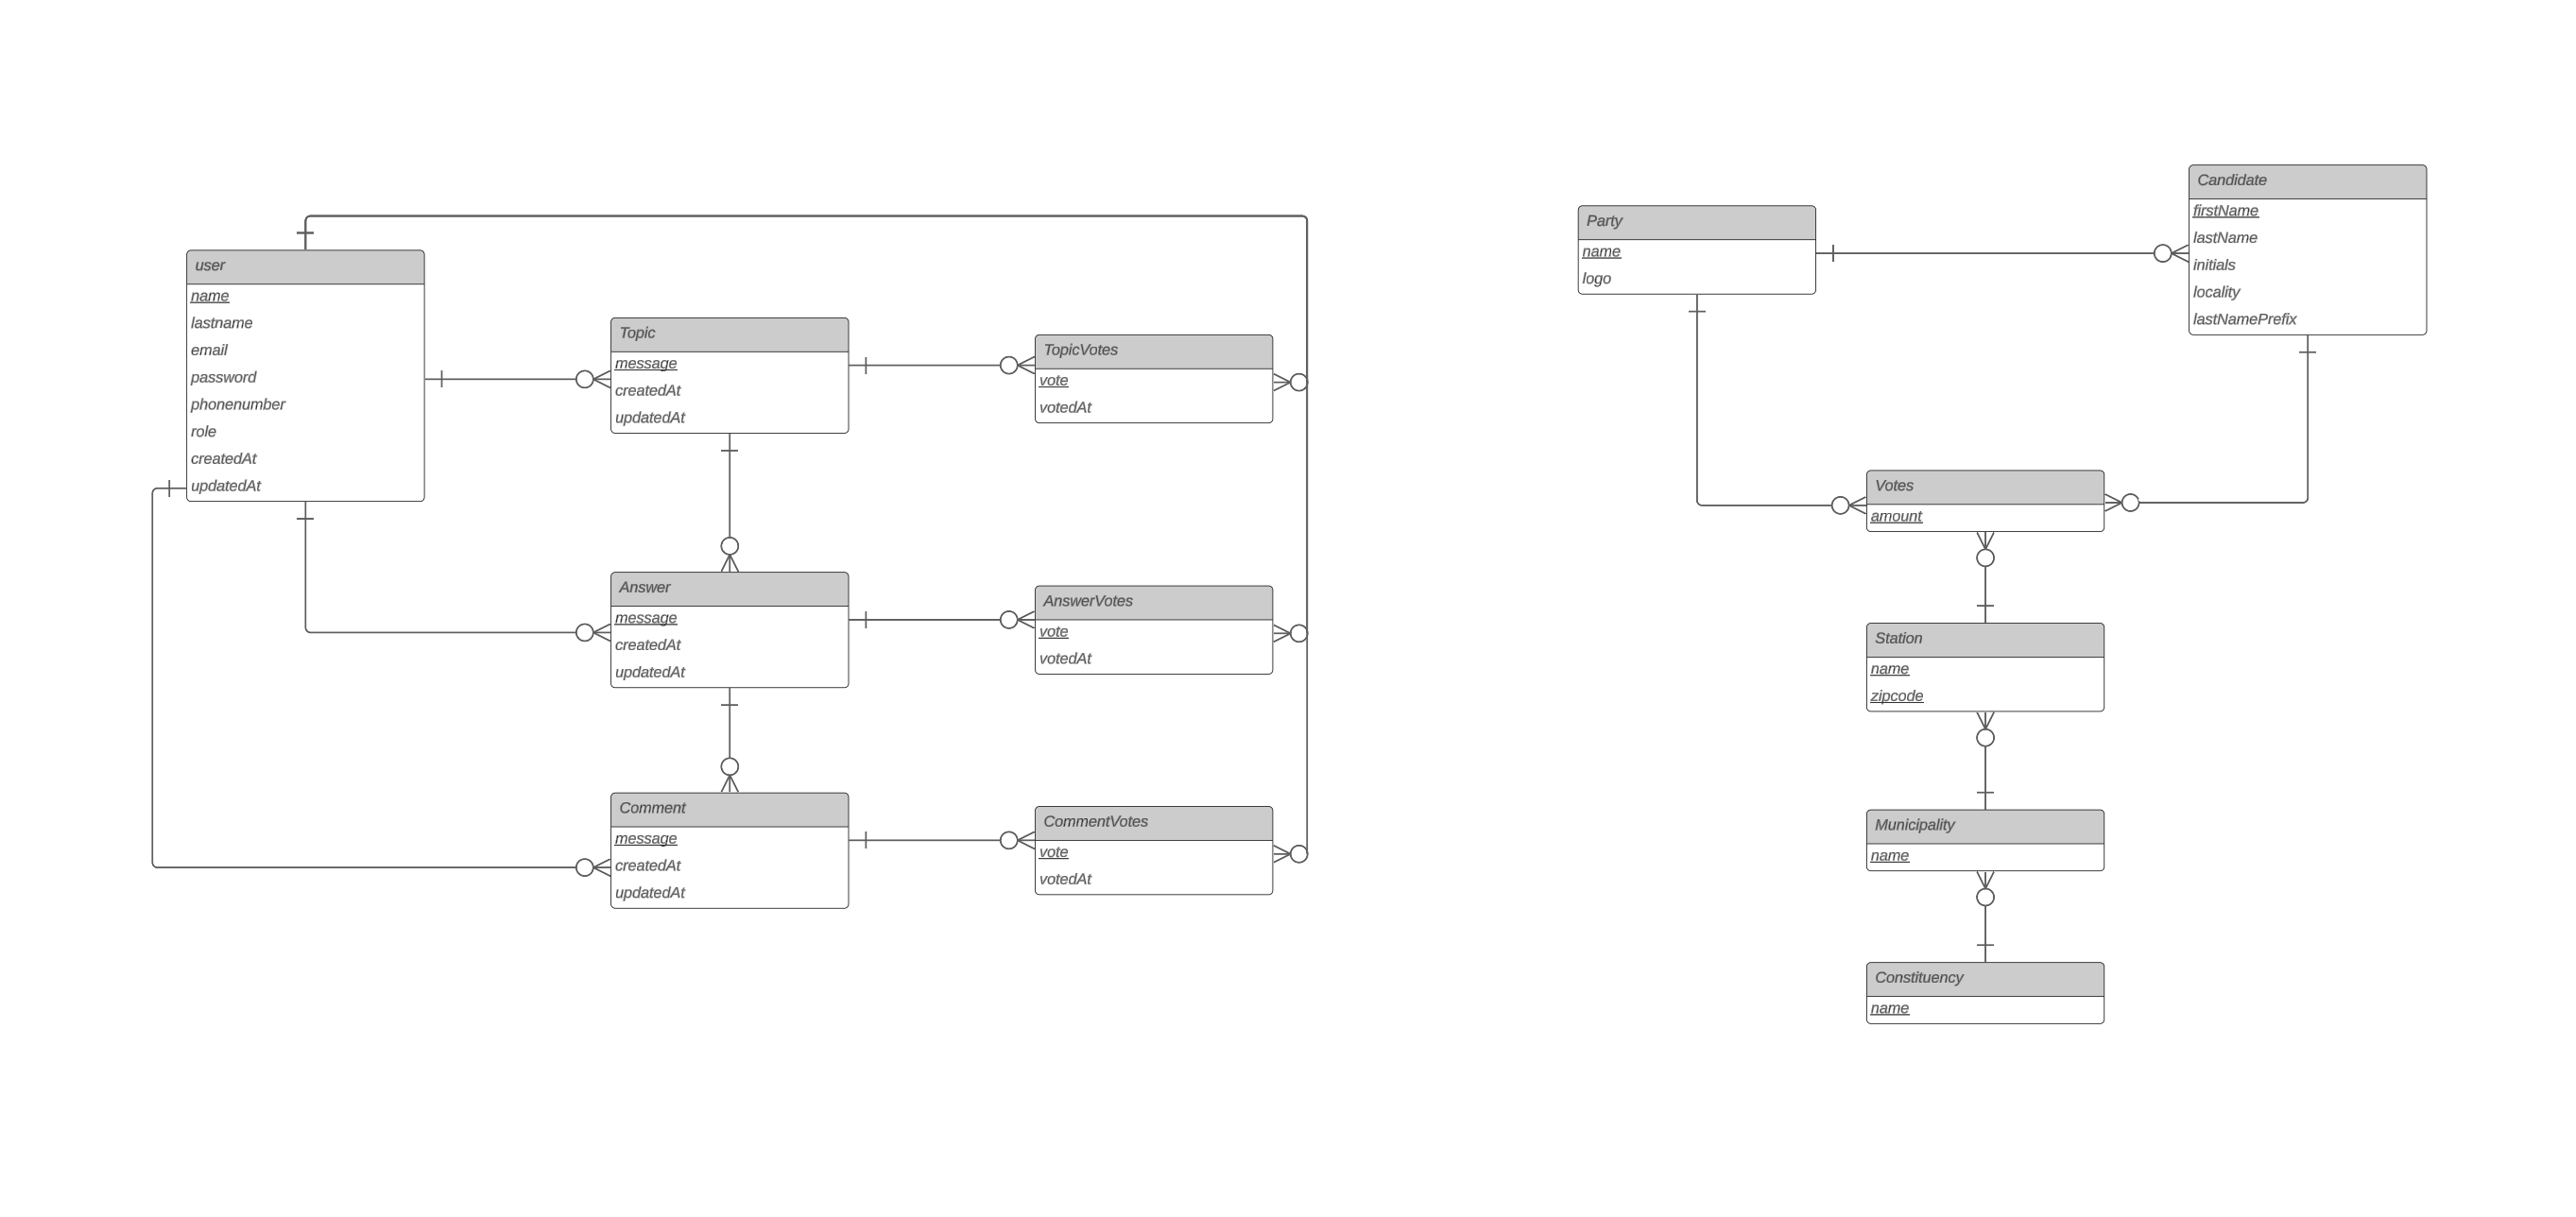 user
name
lastname
email
password
phonenumber
role
createdAt
updatedAt
Topic
message
createdAt
updatedAt
TopicVotes
vote
votedAt
Answer
message
createdAt
updatedAt
AnswerVotes
vote
votedAt
Comment
message
createdAt
updatedAt
CommentVotes
vote
votedAt
Party
name
logo
Candidate
firstName
lastName
initials
locality
lastNamePrefix
Votes
amount
Station
name
zipcode
Municipality
name
Constituency
name